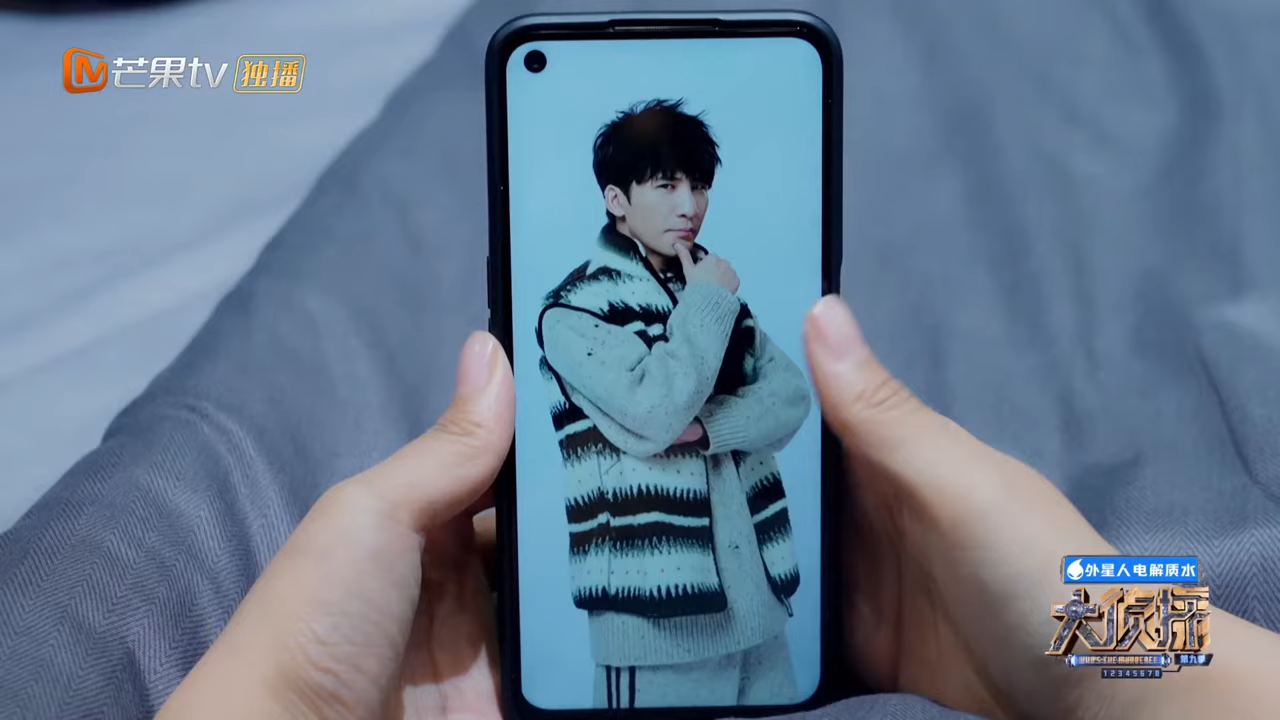 芒果tv 独播
外星人电解质水
大侦探
WHO'S THE MURDERER
第九季
12345678